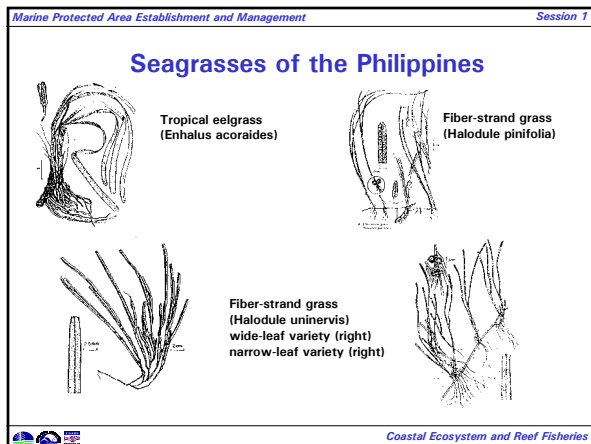 Marine Protected Area Establishment and Management
Session 1
Seagrasses of the Philippines
Tropical eelgrass
(Enhalus acoraides)
Fiber-strand grass
(Halodule pinifolia)
Fiber-strand grass
(Halodule uninervis)
wide-leaf variety (right)
narrow-leaf variety (right)
Coastal Ecosystem and Reef Fisheries